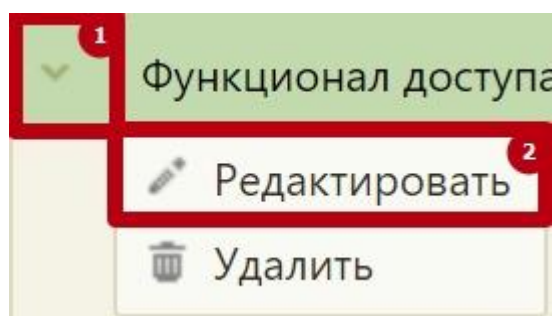 1
Функционал доступа
2
Редактировать
Удалить